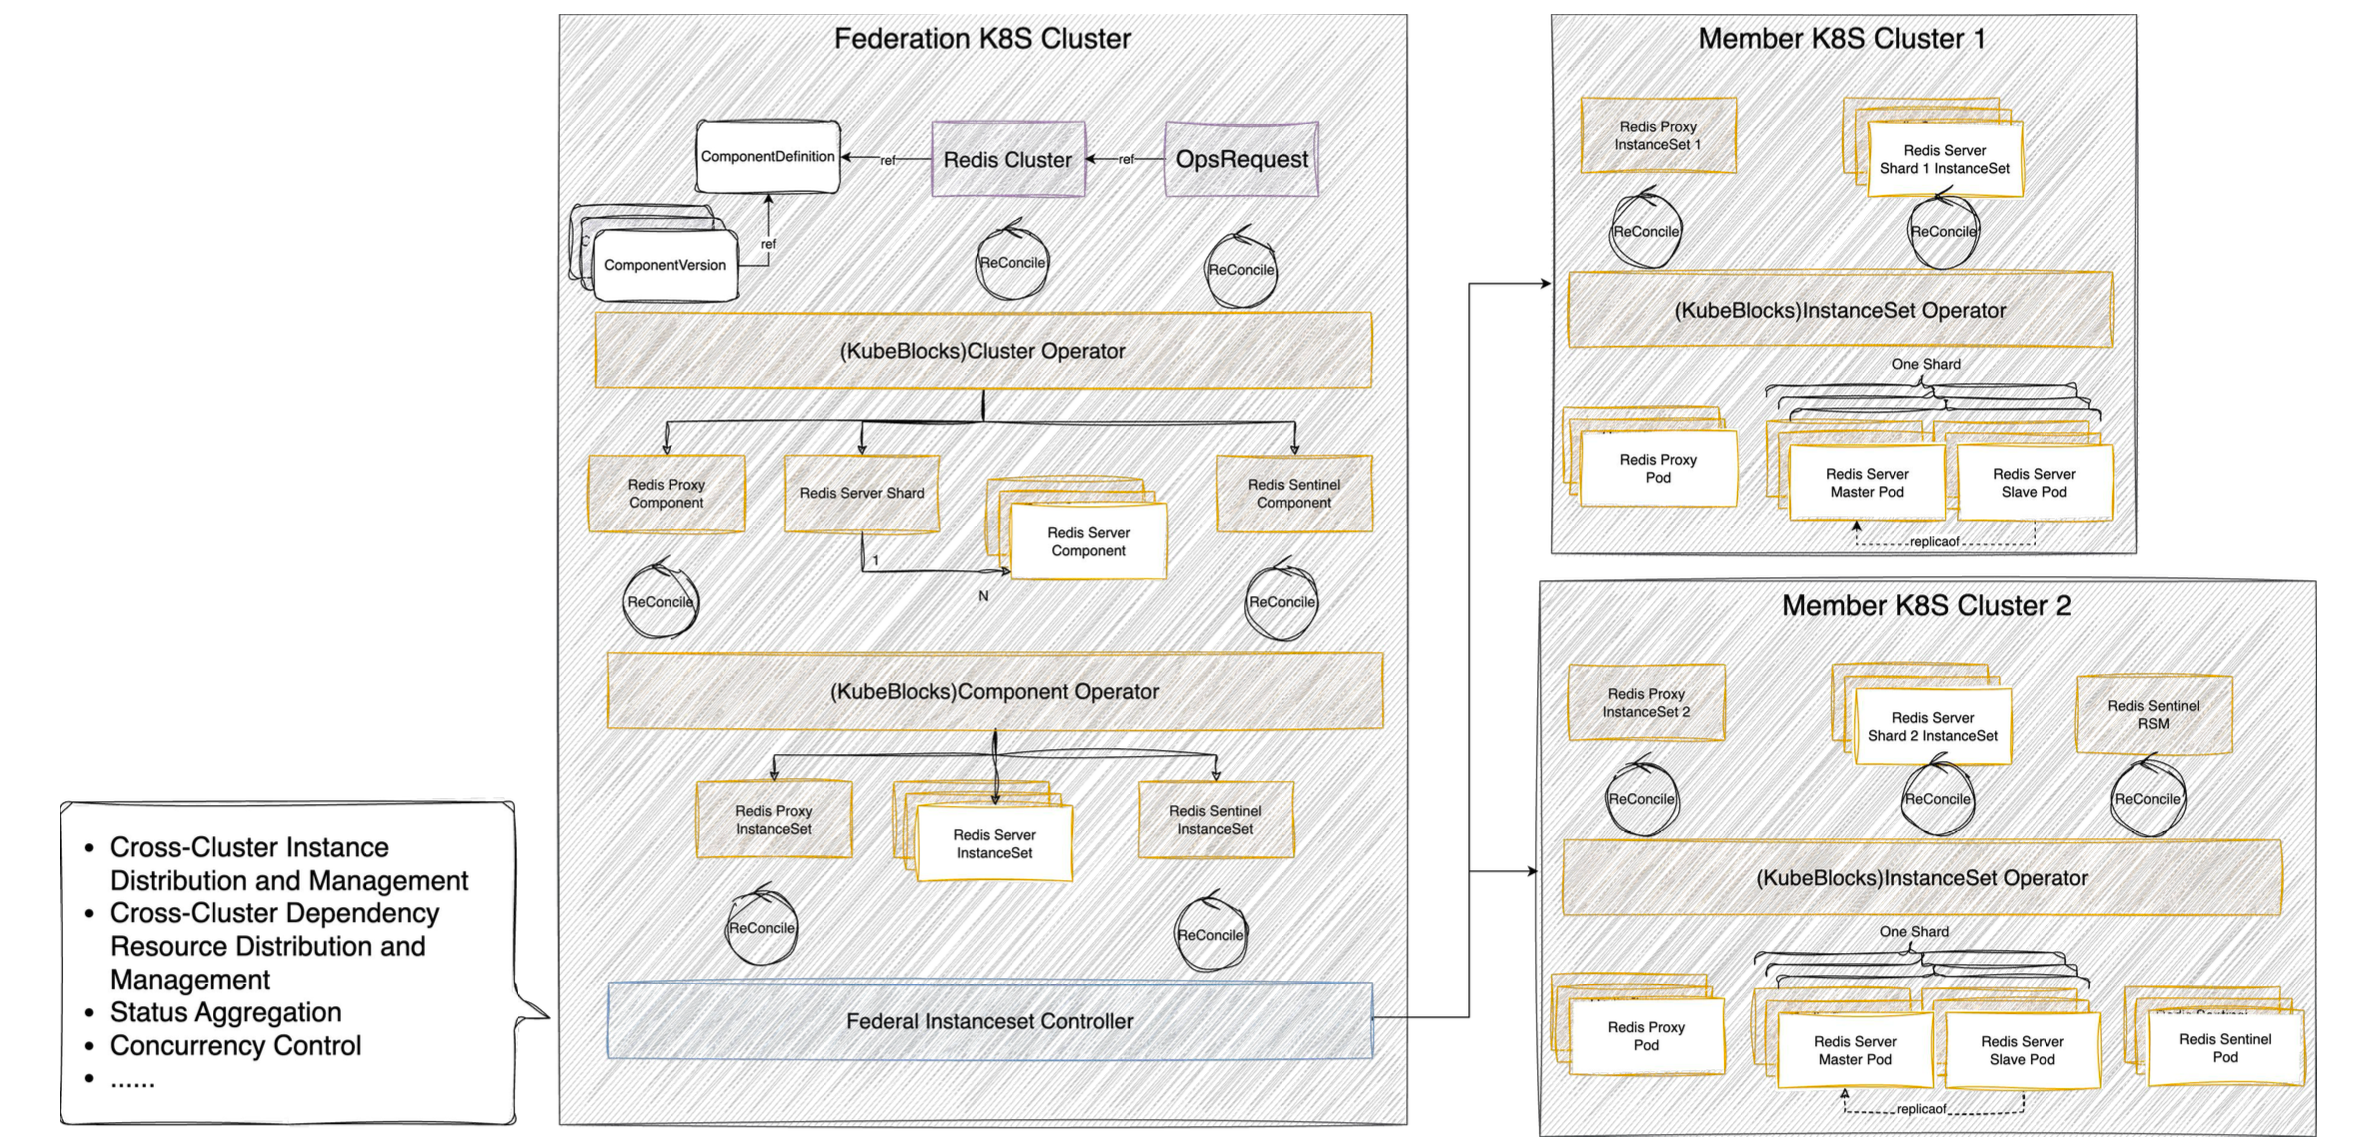 Federation K8S Cluster
ComponentDefinition
ref
Redis Cluster
ref
OpsRequest
C
ComponentVersion
ref
ReConcile
ReConcile
(KubeBlocks)Cluster Operator
Redis Proxy
Component
Redis Server Shard
Redis Server
Component
Redis Sentinel
Component
1
N
ReConcile
ReConcile
(KubeBlocks)Component Operator
Redis Proxy
InstanceSet
Redis Server
InstanceSet
Redis Sentinel
InstanceSet
ReConcile
ReConcile
Federal Instanceset Controller
• Cross-Cluster Instance
Distribution and Management
• Cross-Cluster Dependency
Resource Distribution and
Management
• Status Aggregation
• Concurrency Control
• ......
Member K8S Cluster 1
Redis Proxy
InstanceSet 1
Redis Server
Shard 1 InstanceSet
ReConcile
ReConcile
(KubeBlocks)InstanceSet Operator
One Shard
Redis Proxy
Pod
Redis Server
Master Pod
Redis Server
Slave Pod
replicaof
Member K8S Cluster 2
Redis Proxy
InstanceSet 2
Redis Server
Shard 2 InstanceSet
Redis Sentinel
RSM
ReConcile
ReConcile
ReConcile
(KubeBlocks)InstanceSet Operator
One Shard
Redis Proxy
Pod
Redis Server
Master Pod
Redis Server
Slave Pod
Redis Sentinel
Pod
replicaof